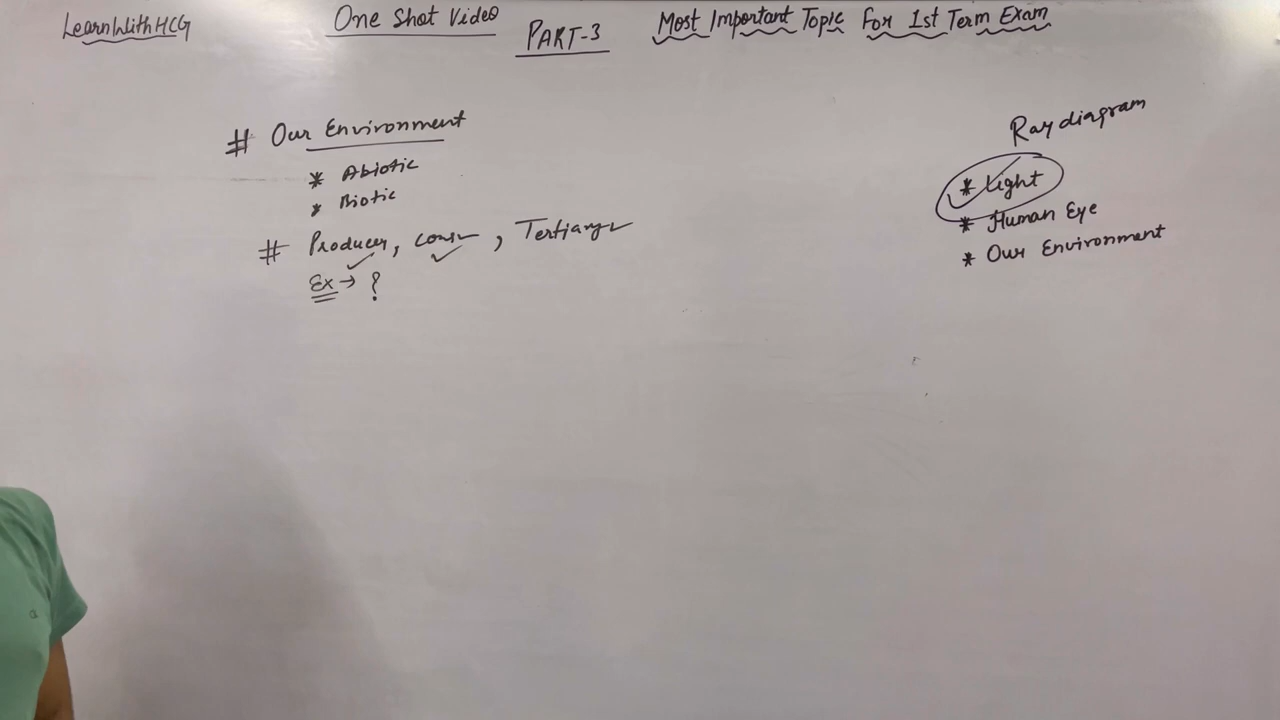 LearnWithHCG
One Shot Video
PART-3
Most Important Topic For 1st Term Exam
# Our Environment
* Abiotic
* Biotic
# Producer, , Tertiary
Ex → ?
Ray diagram
* Light
* Human Eye
* Our Environment